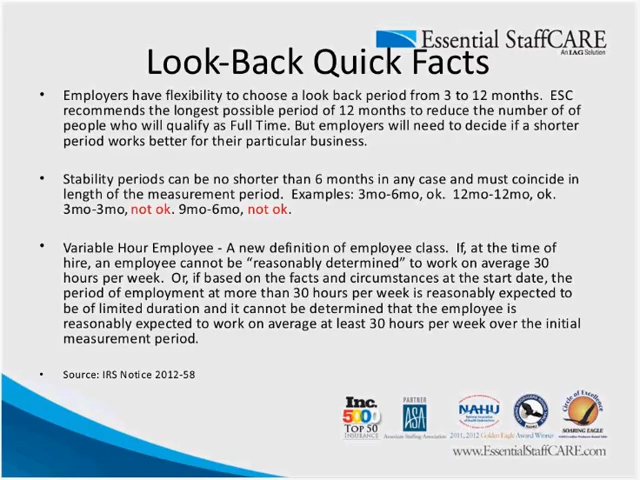 Essential StaffCARE
An IAG Solution
Look-Back Quick Facts
• Employers have flexibility to choose a look back period from 3 to 12 months. ESC
recommends the longest possible period of 12 months to reduce the number of of
people who will qualify as Full Time. But employers will need to decide if a shorter
period works better for their particular business.
• Stability periods can be no shorter than 6 months in any case and must coincide in
length of the measurement period. Examples: 3mo-6mo, ok. 12mo-12mo, ok.
3mo-3mo, not ok. 9mo-6mo, not ok.
• Variable Hour Employee - A new definition of employee class. If, at the time of
hire, an employee cannot be “reasonably determined” to work on average 30
hours per week. Or, if based on the facts and circumstances at the start date, the
period of employment at more than 30 hours per week is reasonably expected to
be of limited duration and it cannot be determined that the employee is
reasonably expected to work on average at least 30 hours per week over the initial
measurement period.
• Source: IRS Notice 2012-58
Inc.
500
TOP 50
INSURANCE
PARTNER
ASA
American Staffing Association
NAHU
2011, 2012 Golden Eagle Award Winner
Circle of Excellence
SOARING EAGLE
www.EssentialStaffCARE.com